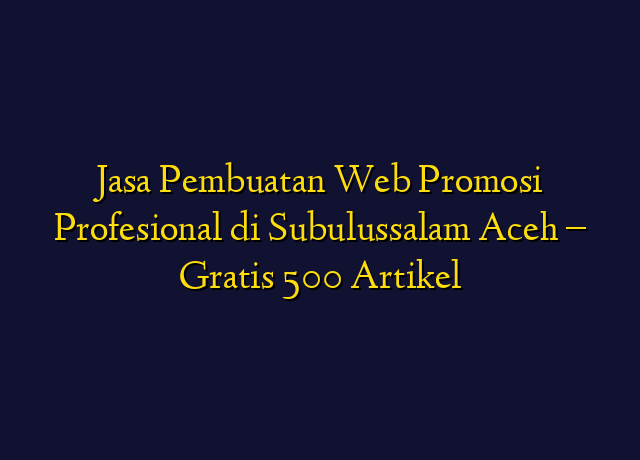 Jasa Pembuatan Web Promosi
Profesional di Subulussalam Aceh –
Gratis 500 Artikel